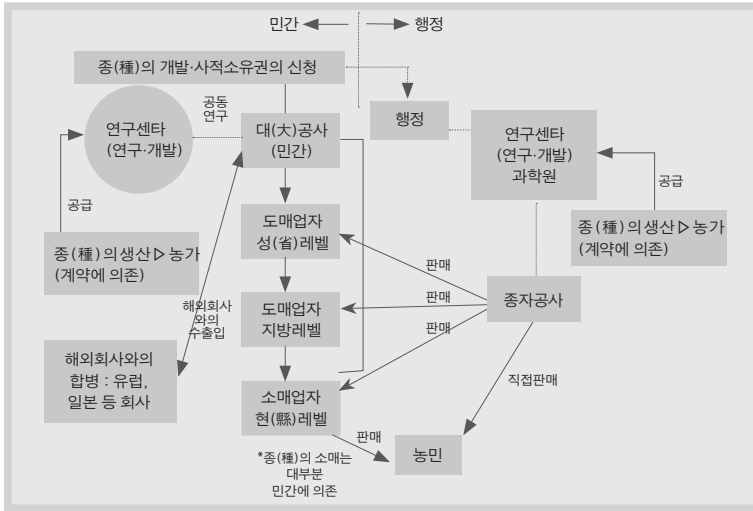 민간
행정
종(種)의 개발·사적소유권의 신청
공동
연구
연구센타
(연구·개발)
대(大)공사
(민간)
행정
연구센타
(연구·개발)
과학원
공급
공급
종(種)의생산▷농가
(계약에 의존)
도매업자
성(省)레벨
종(種)의생산▷농가
(계약에 의존)
판매
판매
판매
종자공사
해외회사
와의
수출입
도매업자
지방레벨
해외회사와의
합병 : 유럽,
일본 등 회사
소매업자
현(縣)레벨
직접판매
판매
농민
*종(種)의 소매는
대부분
민간에 의존